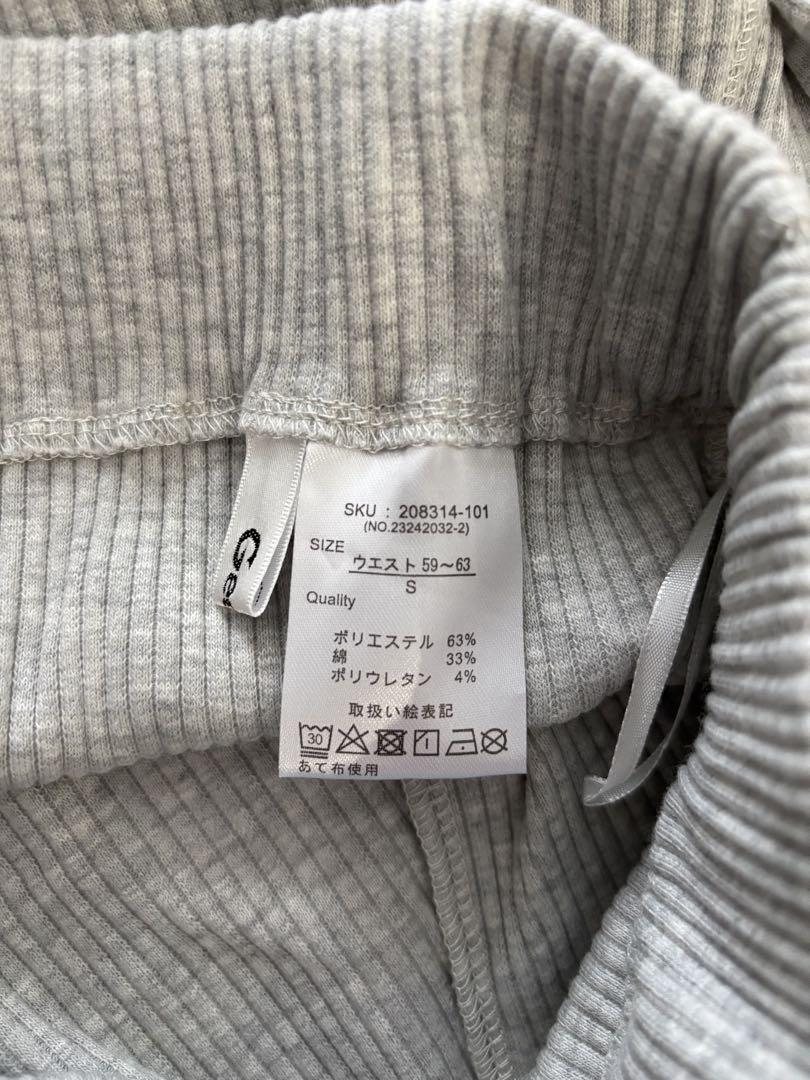 SKU : 208314-101
(NO.23242032-2)
SIZE
ウエスト 59~63
S
Quality
ポリエステル 63%
綿 33%
ポリウレタン 4%
取扱い絵表記
30
あて布使用